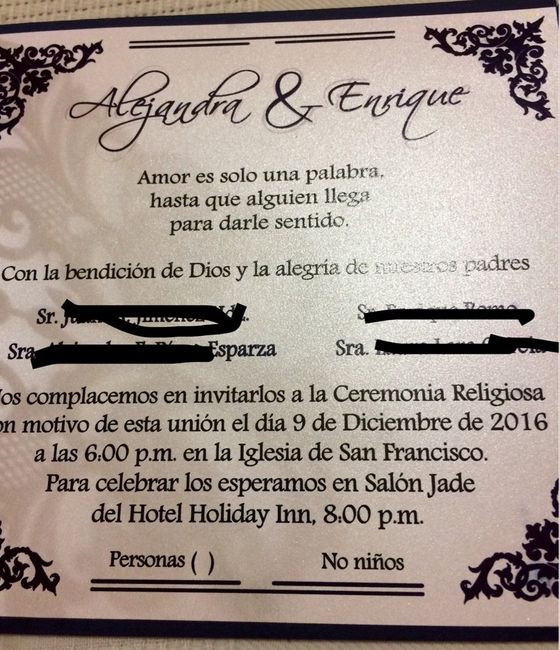 Alejandra & Enrique
Amor es solo una palabra,
hasta que alguien llega
para darle sentido.
Con la bendición de Dios y la alegría de nuestros padres
Sr.
Sra. Esparza
Sra.
os complacemos en invitarlos a la Ceremonia Religiosa
on motivo de esta unión el día 9 de Diciembre de 2016
a las 6:00 p.m. en la Iglesia de San Francisco.
Para celebrar los esperamos en Salón Jade
del Hotel Holiday Inn, 8:00 p.m.
Personas ( ) No niños